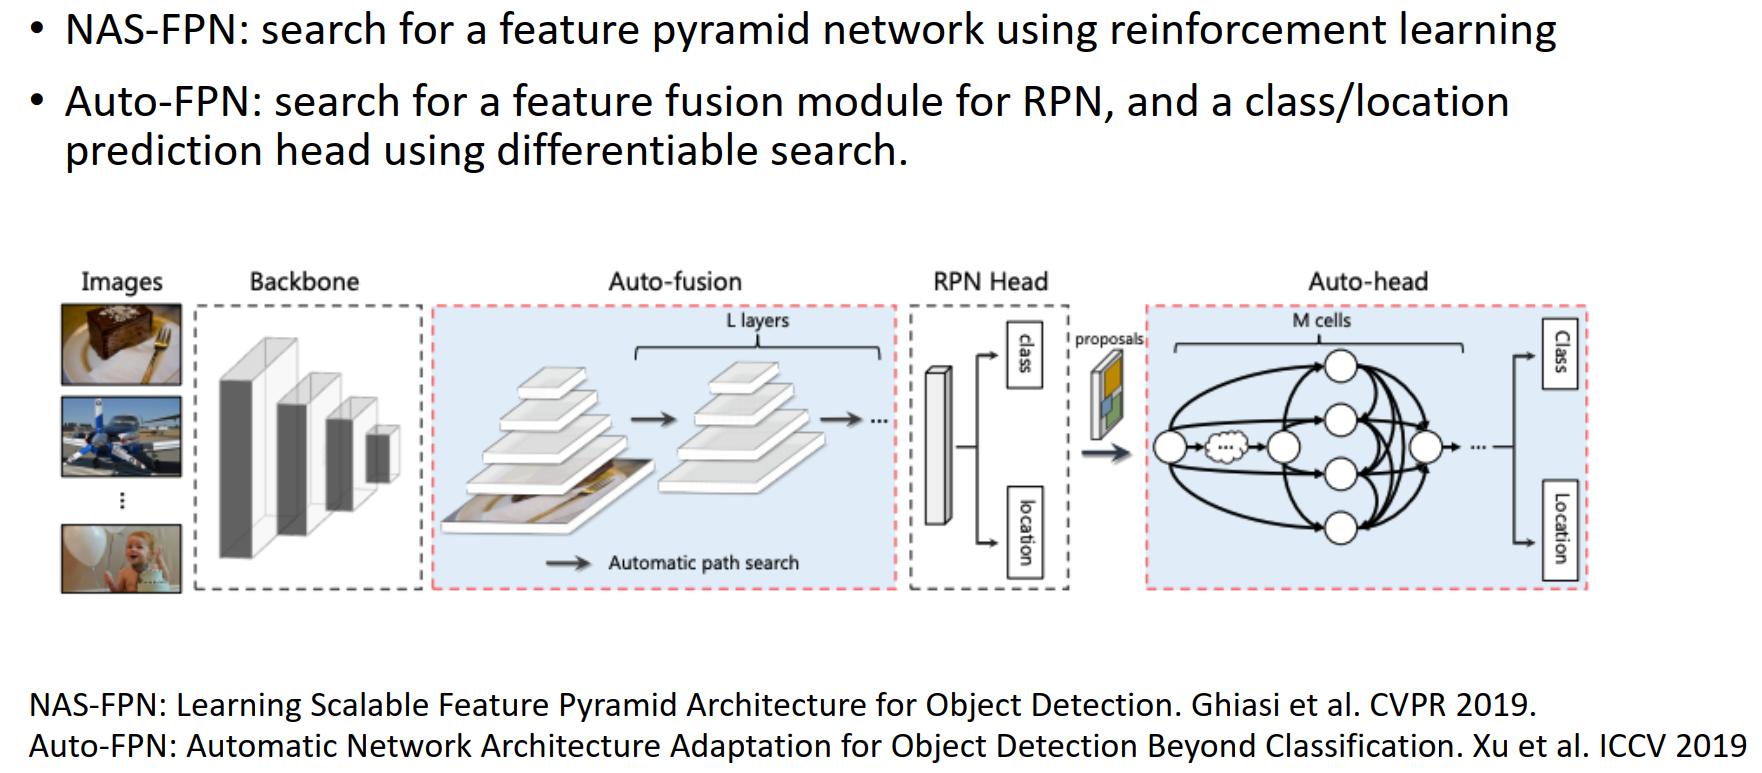 • NAS-FPN: search for a feature pyramid network using reinforcement learning
• Auto-FPN: search for a feature fusion module for RPN, and a class/location
prediction head using differentiable search.
Images
Backbone
Auto-fusion
RPN Head
Auto-head
L layers
...
Automatic path search
class
location
proposals
M cells
...
...
Class
Location
NAS-FPN: Learning Scalable Feature Pyramid Architecture for Object Detection. Ghiasi et al. CVPR 2019.
Auto-FPN: Automatic Network Architecture Adaptation for Object Detection Beyond Classification. Xu et al. ICCV 2019